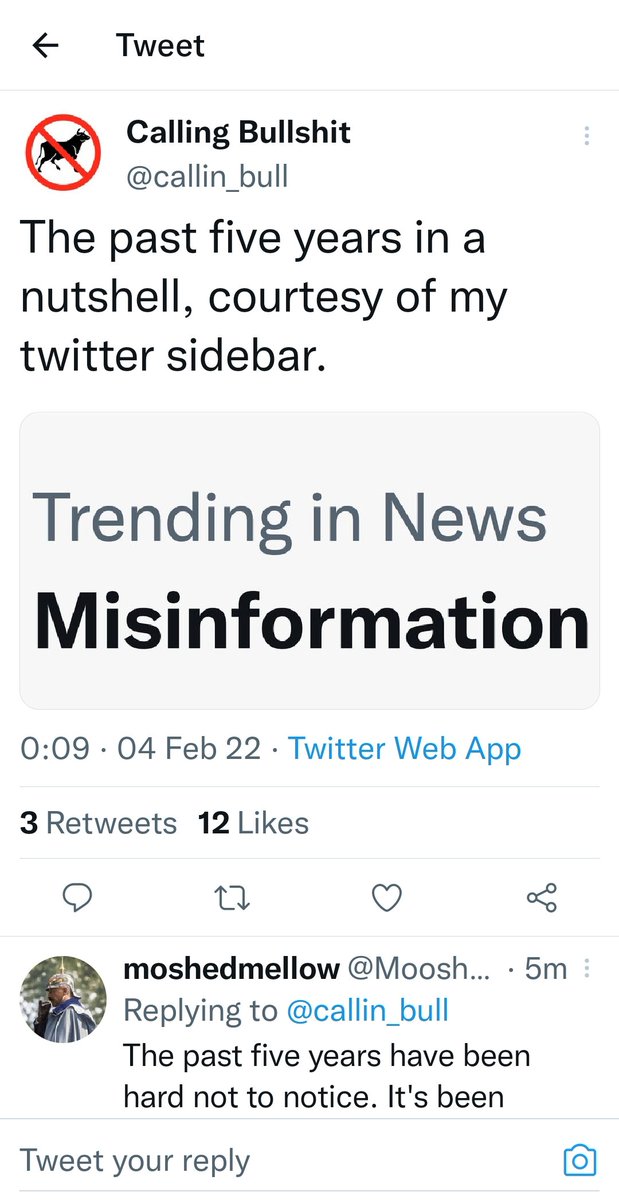 Tweet
Calling Bullshit
@callin_bull
The past five years in a
nutshell, courtesy of my
twitter sidebar.
Trending in News
Misinformation
0:09 · 04 Feb 22 · Twitter Web App
3 Retweets 12 Likes
moshedmellow @Moosh... · 5m
Replying to @callin_bull
The past five years have been
hard not to notice. It's been
Tweet your reply